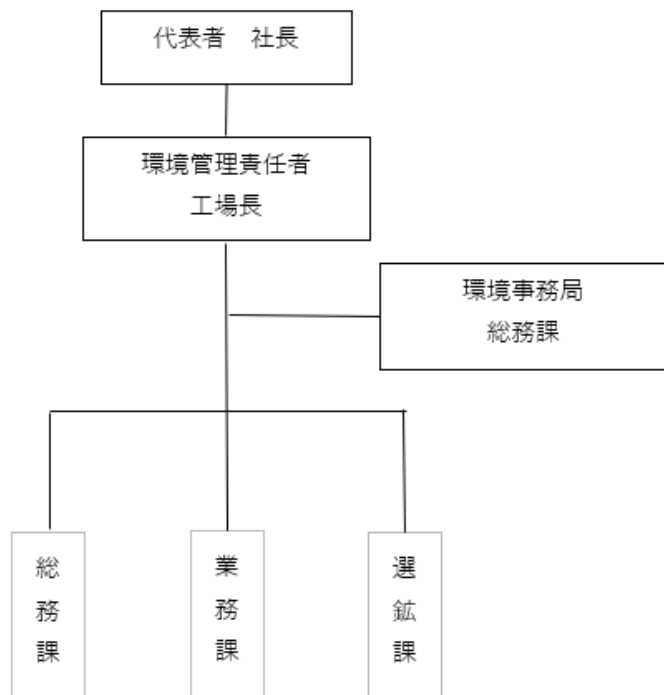 代表者　社長
環境管理責任者
工場長
環境事務局
総務課
総務課
業務課
選鉱課